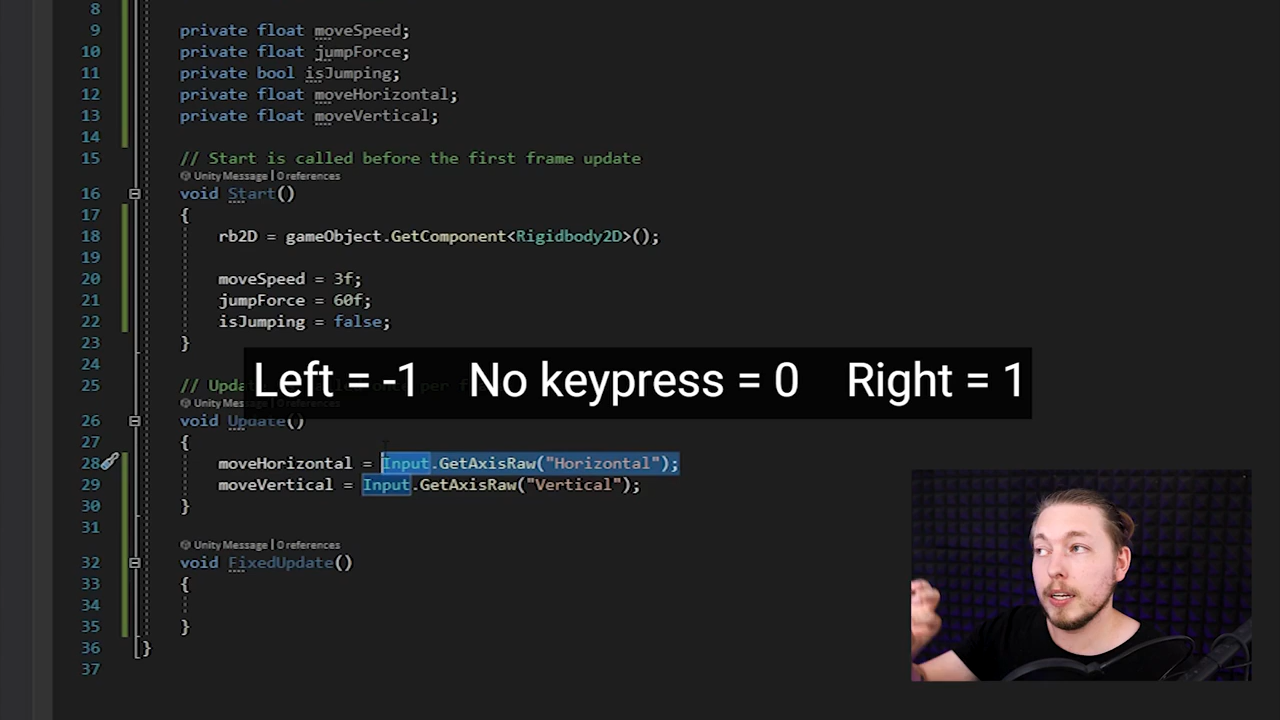 8
9 private float moveSpeed;
10 private float jumpForce;
11 private bool isJumping;
12 private float moveHorizontal;
13 private float moveVertical;
14
15 // Start is called before the first frame update
Unity Message | 0 references
16 void Start()
17 {
18 rb2D = gameObject.GetComponent<Rigidbody2D>();
19
20 moveSpeed = 3f;
21 jumpForce = 60f;
22 isJumping = false;
23 }
24
Left = -1 No keypress = 0 Right = 1
25 // Upda
Unity Message | 0 references
26 void Update()
27 {
28 moveHorizontal = Input.GetAxisRaw("Horizontal");
29 moveVertical = Input.GetAxisRaw("Vertical");
30 }
31
Unity Message | 0 references
32 void FixedUpdate()
33 {
34
35 }
36 }
37